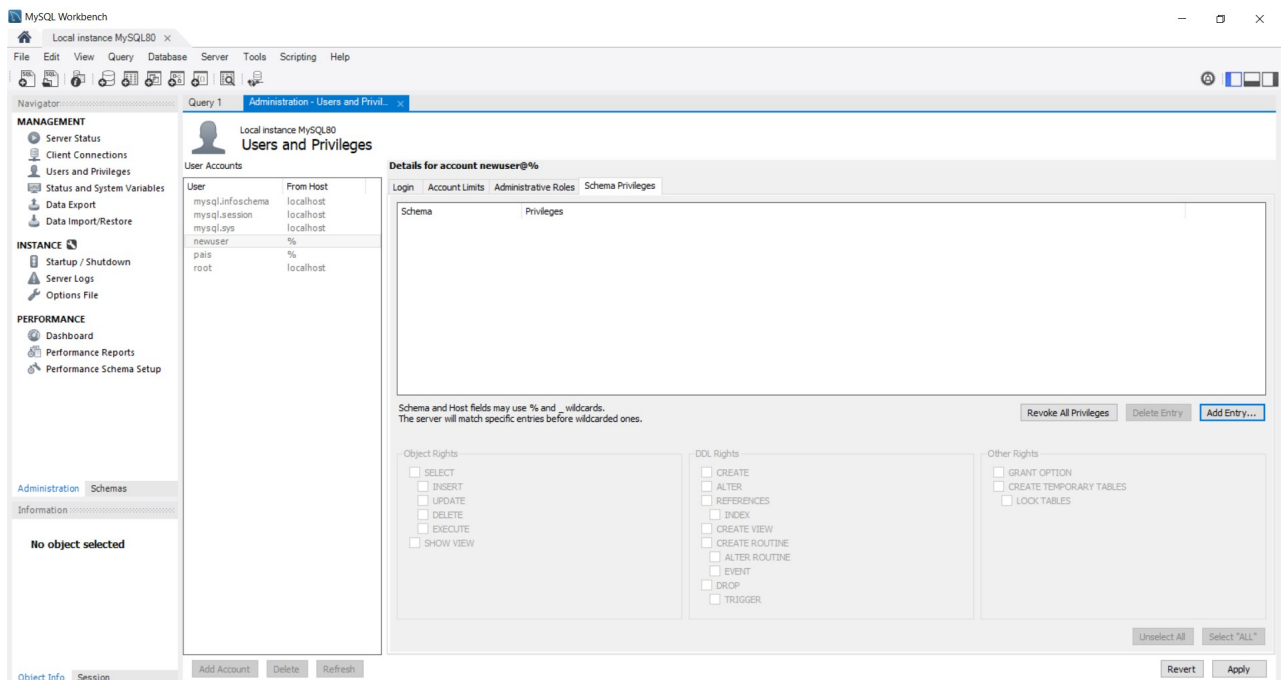 MySQL Workbench
Local instance MySQL80
File Edit View Query Database Server Tools Scripting Help
Navigator
MANAGEMENT
Server Status
Client Connections
Users and Privileges
Status and System Variables
Data Export
Data Import/Restore
INSTANCE
Startup / Shutdown
Server Logs
Options File
PERFORMANCE
Dashboard
Performance Reports
Performance Schema Setup
Administration Schemas
Information
No object selected
Object Info Session
Query 1 Administration - Users and Privil...
Local instance MySQL80
Users and Privileges
User Accounts
User From Host
mysql.infoschema localhost
mysql.session localhost
mysql.sys localhost
newuser %
pais %
root localhost
Add Account Delete Refresh
Details for account newuser@%
Login Account Limits Administrative Roles Schema Privileges
Schema Privileges
Schema and Host fields may use % and _ wildcards.
The server will match specific entries before wildcarded ones.
Revoke All Privileges Delete Entry Add Entry...
Object Rights
SELECT
INSERT
UPDATE
DELETE
EXECUTE
SHOW VIEW
DDL Rights
CREATE
ALTER
REFERENCES
INDEX
CREATE VIEW
CREATE ROUTINE
ALTER ROUTINE
EVENT
DROP
TRIGGER
Other Rights
GRANT OPTION
CREATE TEMPORARY TABLES
LOCK TABLES
Unselect All Select "ALL"
Revert Apply